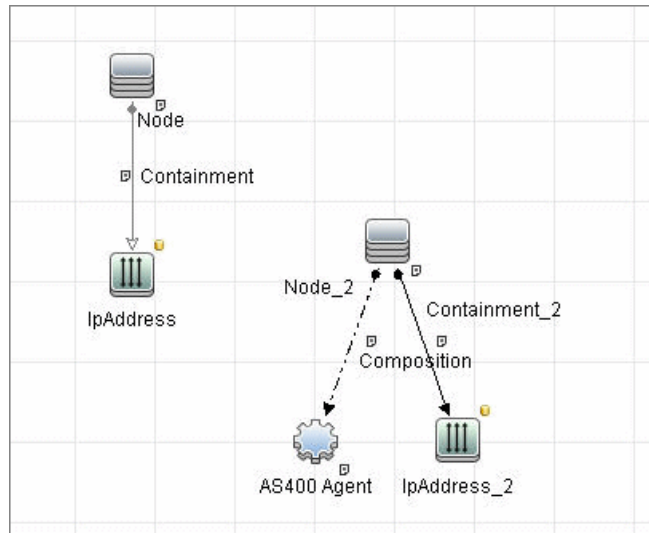 Node
Containment
IpAddress
Node_2
Containment_2
Composition
AS400 Agent
IpAddress_2